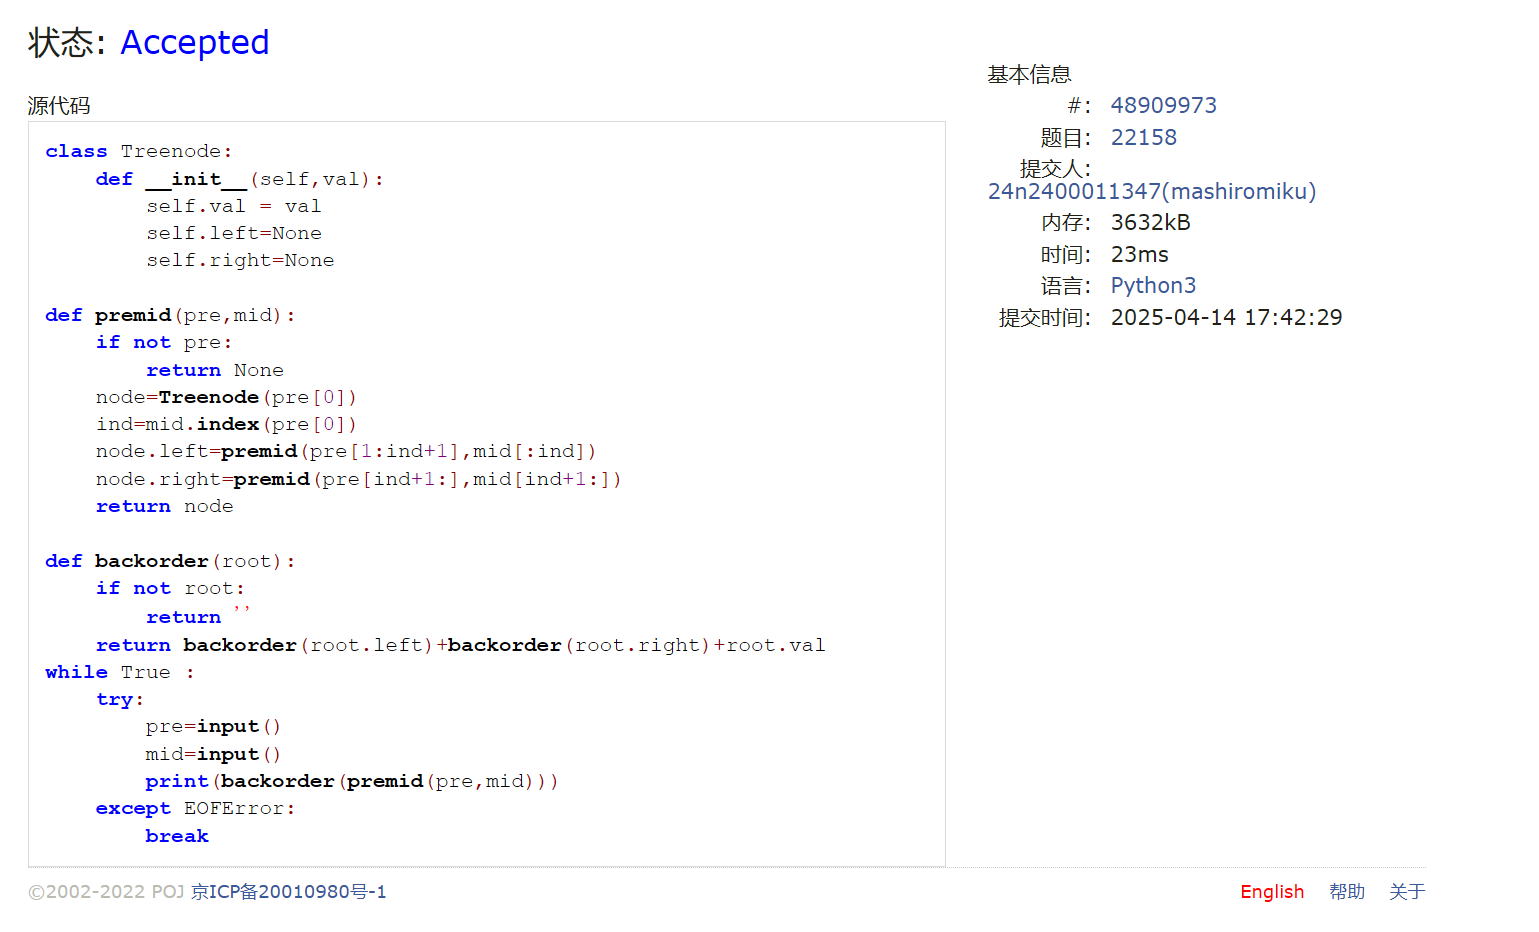 状态: Accepted
源代码
class Treenode:
    def __init__(self,val):
        self.val = val
        self.left=None
        self.right=None

def premid(pre,mid):
    if not pre:
        return None
    node=Treenode(pre[0])
    ind=mid.index(pre[0])
    node.left=premid(pre[1:ind+1],mid[:ind])
    node.right=premid(pre[ind+1:],mid[ind+1:])
    return node

def backorder(root):
    if not root:
        return ''
    return backorder(root.left)+backorder(root.right)+root.val
while True :
    try:
        pre=input()
        mid=input()
        print(backorder(premid(pre,mid)))
    except EOFError:
        break
基本信息
#: 48909973
题目: 22158
提交人:
24n2400011347(mashiromiku)
内存: 3632kB
时间: 23ms
语言: Python3
提交时间: 2025-04-14 17:42:29
©2002-2022 POJ 京ICP备20010980号-1
English 帮助 关于